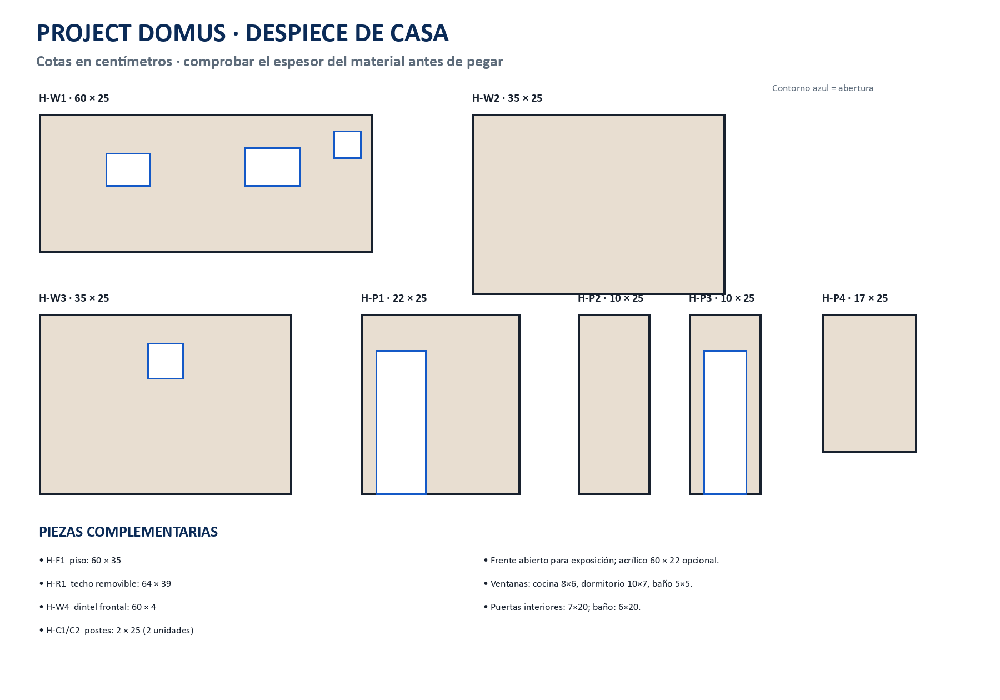 PROJECT DOMUS · DESPIECE DE CASA
Cotas en centímetros · comprobar el espesor del material antes de pegar
Contorno azul = abertura
H-W1 · 60 × 25
H-W2 · 35 × 25
H-W3 · 35 × 25
H-P1 · 22 × 25
H-P2 · 10 × 25
H-P3 · 10 × 25
H-P4 · 17 × 25
PIEZAS COMPLEMENTARIAS
• H-F1 piso: 60 × 35
• H-R1 techo removible: 64 × 39
• H-W4 dintel frontal: 60 × 4
• H-C1/C2 postes: 2 × 25 (2 unidades)
• Frente abierto para exposición; acrílico 60 × 22 opcional.
• Ventanas: cocina 8×6, dormitorio 10×7, baño 5×5.
• Puertas interiores: 7×20; baño: 6×20.